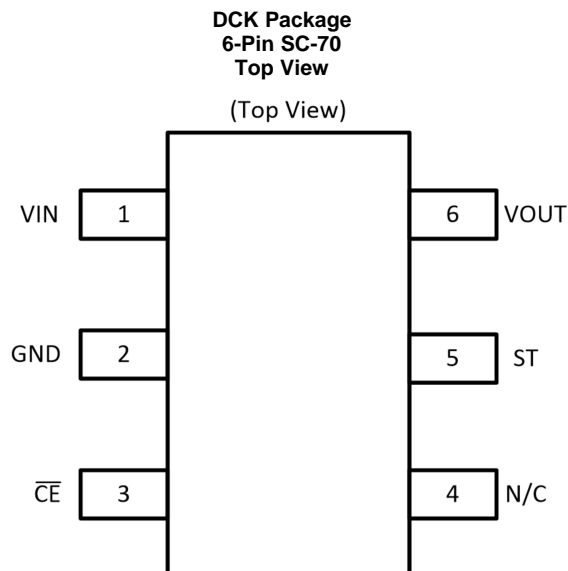 DCK Package
6-Pin SC-70
Top View
(Top View)
VIN 1 6 VOUT
GND 2 5 ST
C̅E̅ 3 4 N/C